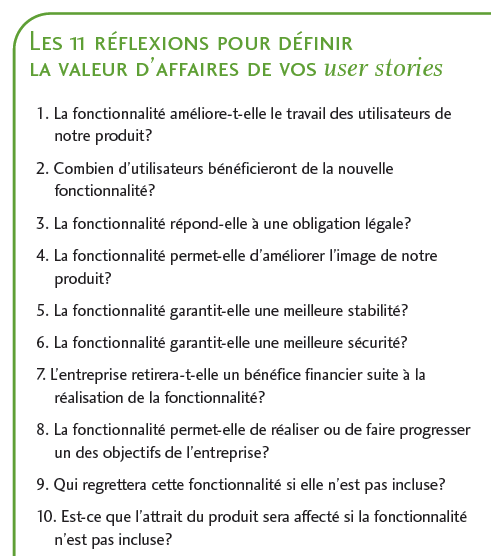 Les 11 réflexions pour définir
la valeur d'affaires de vos user stories
1. La fonctionnalité améliore-t-elle le travail des utilisateurs de
notre produit?
2. Combien d'utilisateurs bénéficieront de la nouvelle
fonctionnalité?
3. La fonctionnalité répond-elle à une obligation légale?
4. La fonctionnalité permet-elle d'améliorer l'image de notre
produit?
5. La fonctionnalité garantit-elle une meilleure stabilité?
6. La fonctionnalité garantit-elle une meilleure sécurité?
7. L'entreprise retirera-t-elle un bénéfice financier suite à la
réalisation de la fonctionnalité?
8. La fonctionnalité permet-elle de réaliser ou de faire progresser
un des objectifs de l'entreprise?
9. Qui regrettera cette fonctionnalité si elle n'est pas incluse?
10. Est-ce que l'attrait du produit sera affecté si la fonctionnalité
n'est pas incluse?